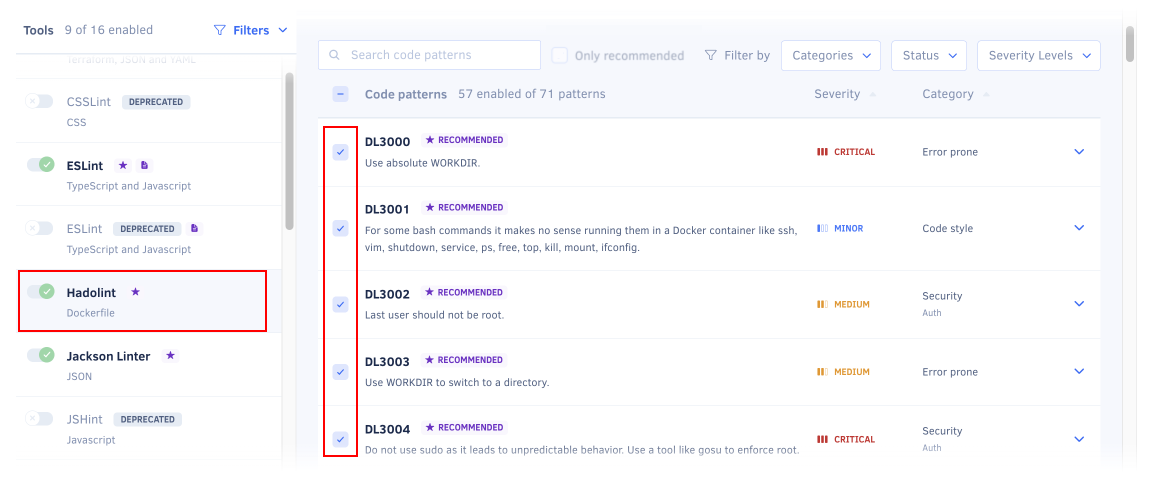 Tools 9 of 16 enabled Filters
Terraform, JSON and YAML
CSSLint DEPRECATED
CSS
ESLint
TypeScript and Javascript
ESLint DEPRECATED
TypeScript and Javascript
Hadolint
Dockerfile
Jackson Linter
JSON
JSHint DEPRECATED
Javascript
Search code patterns Only recommended Filter by Categories Status Severity Levels
Code patterns 57 enabled of 71 patterns Severity Category
DL3000 RECOMMENDED
Use absolute WORKDIR.
CRITICAL Error prone
DL3001 RECOMMENDED
For some bash commands it makes no sense running them in a Docker container like ssh,
vim, shutdown, service, ps, free, top, kill, mount, ifconfig.
MINOR Code style
DL3002 RECOMMENDED
Last user should not be root.
MEDIUM Security
Auth
DL3003 RECOMMENDED
Use WORKDIR to switch to a directory.
MEDIUM Error prone
DL3004 RECOMMENDED
Do not use sudo as it leads to unpredictable behavior. Use a tool like gosu to enforce root.
CRITICAL Security
Auth